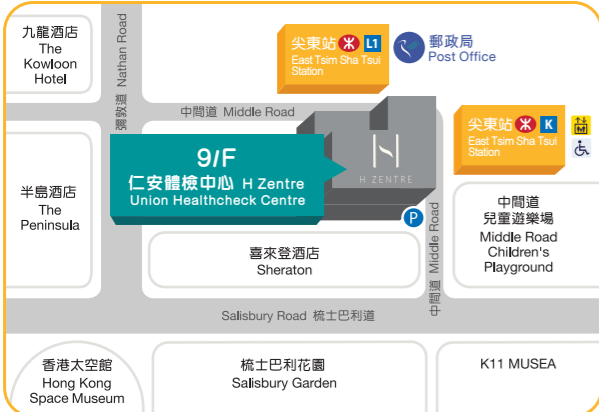 九龍酒店
The
Kowloon
Hotel
彌敦道 Nathan Road
尖東站 L1
East Tsim Sha Tsui
Station
郵政局
Post Office
中間道 Middle Road
尖東站 K
East Tsim Sha Tsui
Station
9/F
仁安體檢中心 H Zentre
Union Healthcheck Centre
H ZENTRE
P
半島酒店
The
Peninsula
喜來登酒店
Sheraton
中間道 Middle Road
中間道
兒童遊樂場
Middle Road
Children's
Playground
Salisbury Road 梳士巴利道
香港太空館
Hong Kong
Space Museum
梳士巴利花園
Salisbury Garden
K11 MUSEA